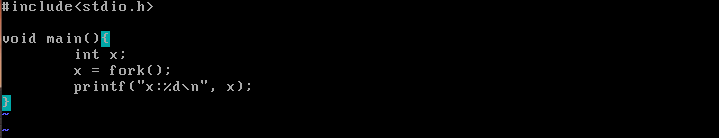 #include<stdio.h>
void main(){
        int x;
        x = fork();
        printf("x:%d\n", x);
}
~
~